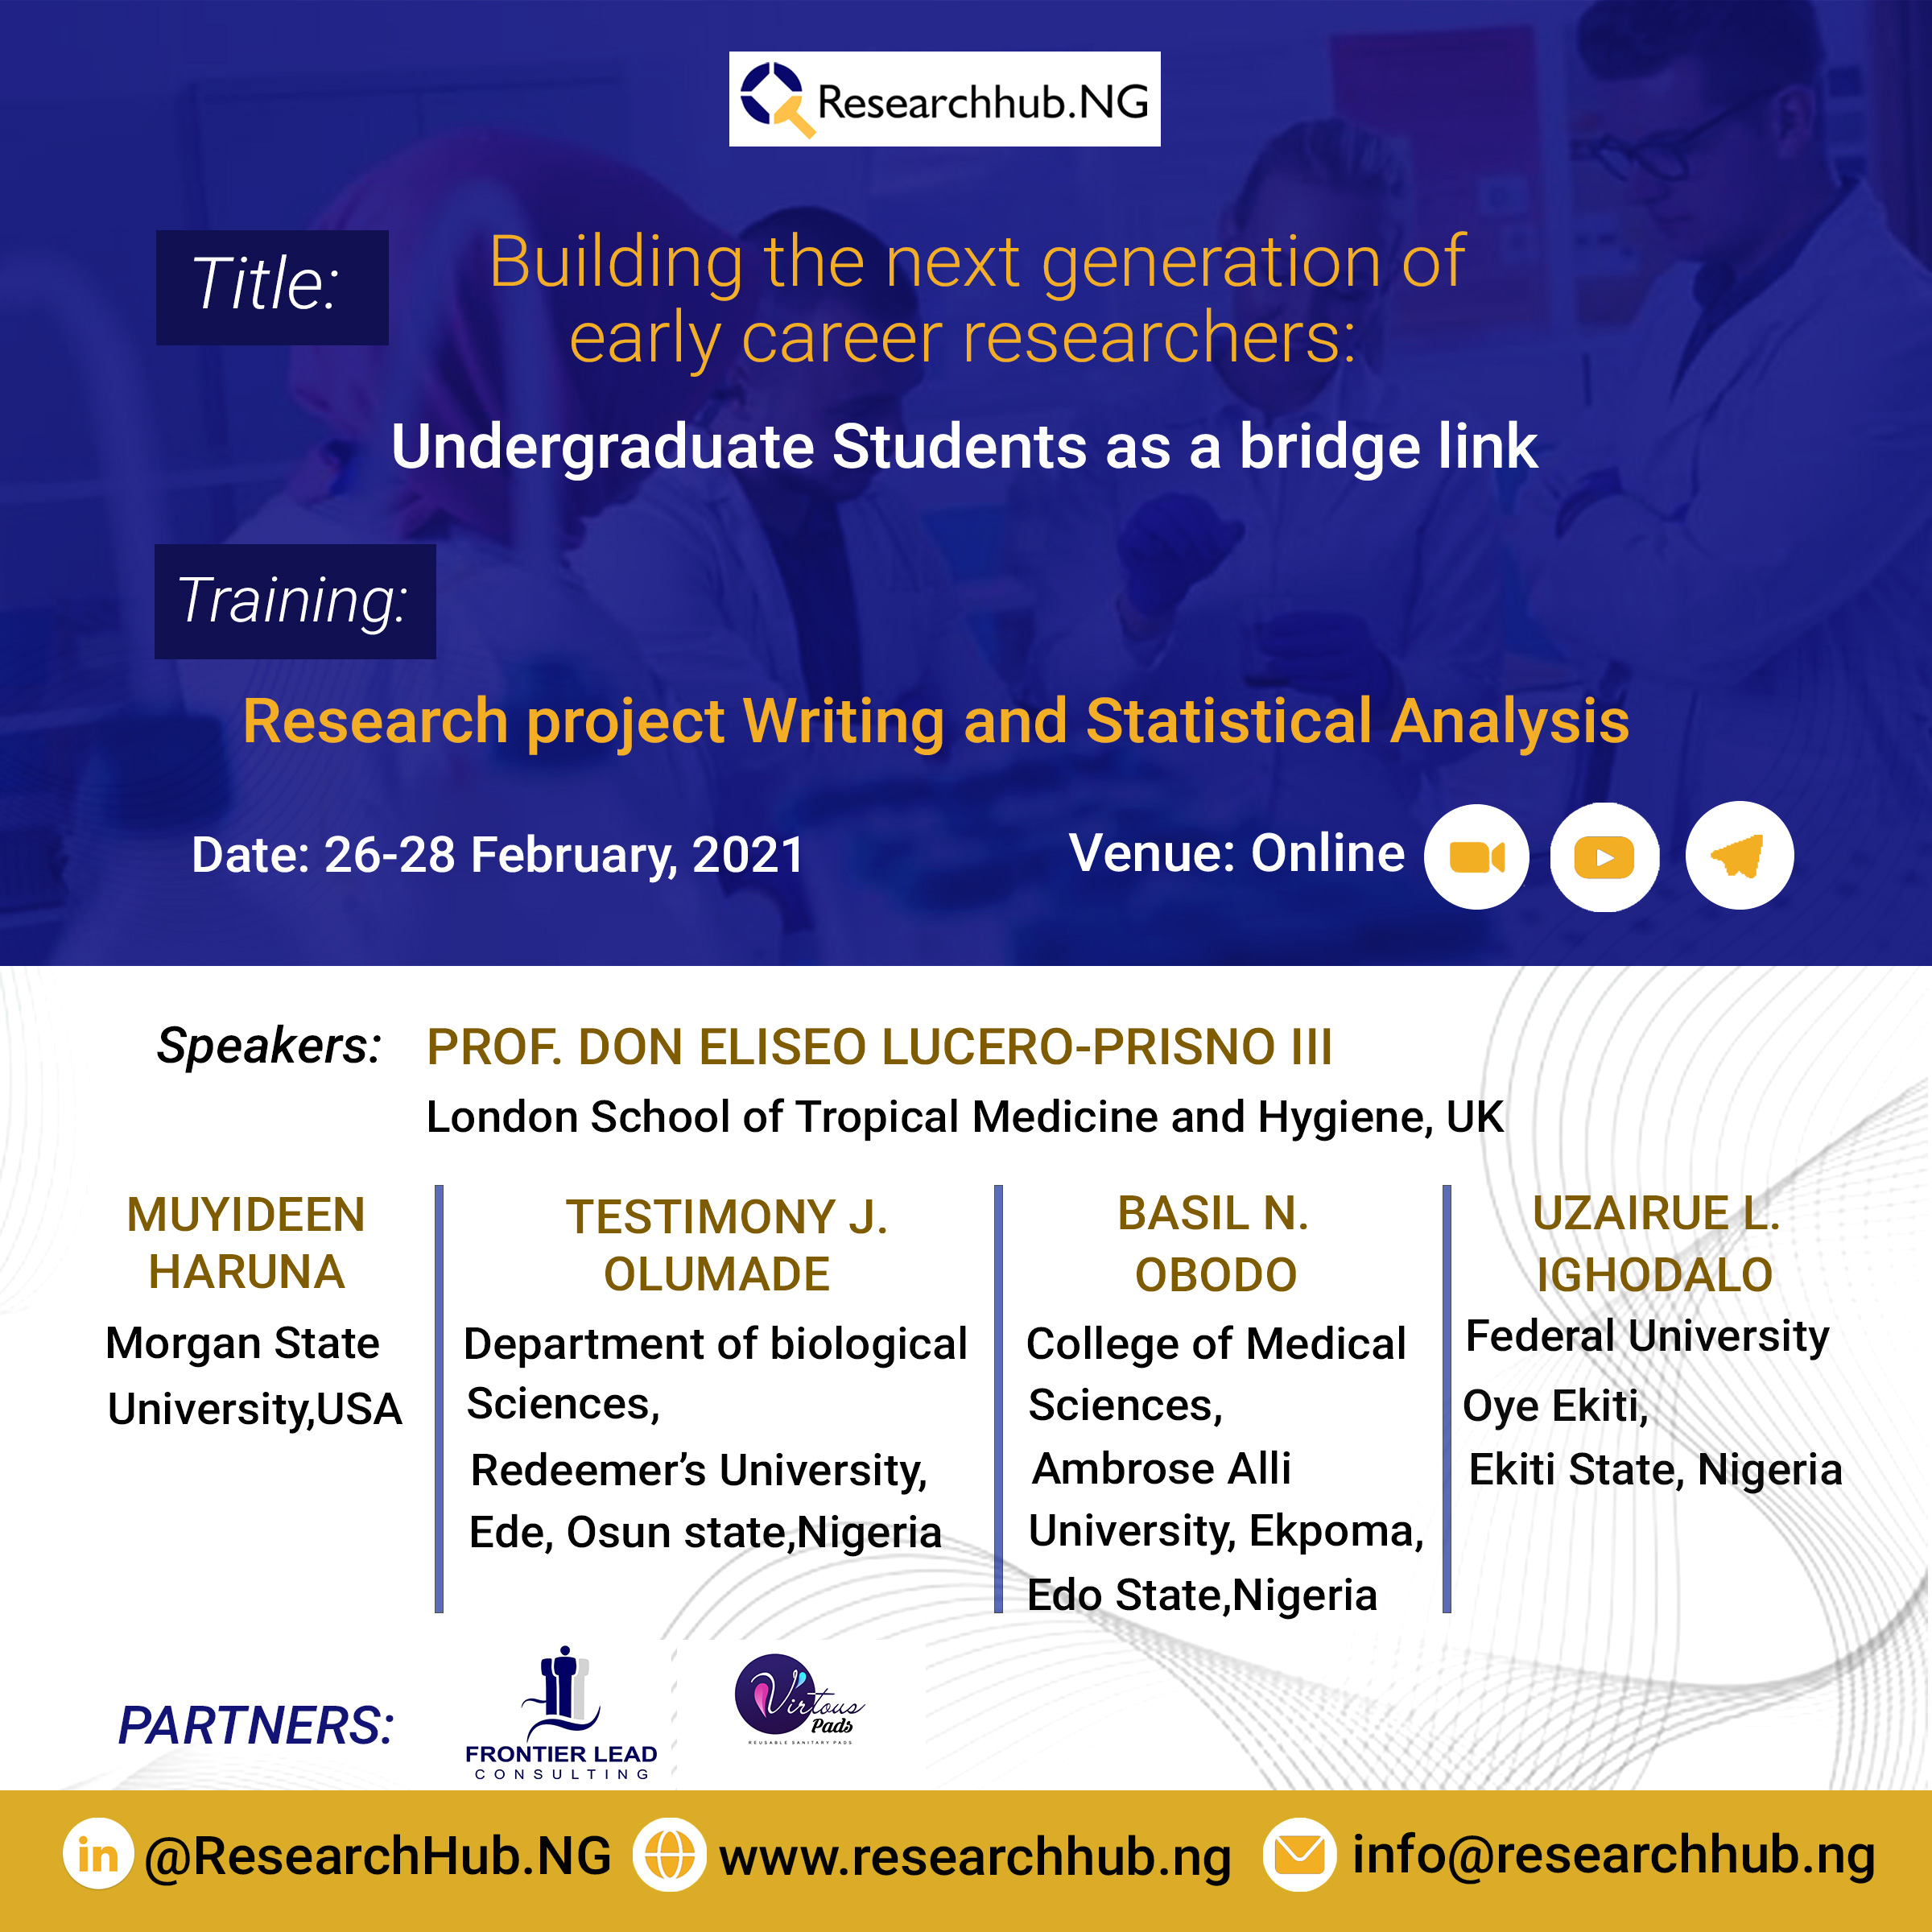 Researchhub.NG
Title:
Building the next generation of
early career researchers:
Undergraduate Students as a bridge link
Training:
Research project Writing and Statistical Analysis
Date: 26-28 February, 2021
Venue: Online
Speakers:
PROF. DON ELISEO LUCERO-PRISNO III
London School of Tropical Medicine and Hygiene, UK
MUYIDEEN
HARUNA
Morgan State
University,USA
TESTIMONY J.
OLUMADE
Department of biological
Sciences,
Redeemer’s University,
Ede, Osun state,Nigeria
BASIL N.
OBODO
College of Medical
Sciences,
Ambrose Alli
University, Ekpoma,
Edo State,Nigeria
UZAIRUE L.
IGHODALO
Federal University
Oye Ekiti,
Ekiti State, Nigeria
PARTNERS:
FRONTIER LEAD
CONSULTING
Virtous
Pads
REUSABLE SANITARY PADS
in @ResearchHub.NG
www.researchhub.ng
info@researchhub.ng